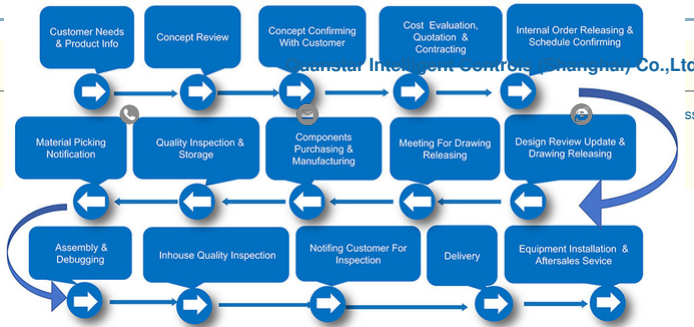 Customer Needs
& Product Info
Concept Review
Concept Confirming
With Customer
Cost Evaluation,
Quotation &
Contracting
Internal Order Releasing &
Schedule Confirming
Intelligent Controls (Shanghai) Co.,Ltd
Material Picking
Notification
Quality Inspection &
Storage
Components
Purchasing &
Manufacturing
Meeting For Drawing
Releasing
Design Review Update &
Drawing Releasing
Assembly &
Debugging
Inhouse Quality Inspection
Notifing Customer For
Inspection
Delivery
Equipment Installation &
Aftersales Sevice